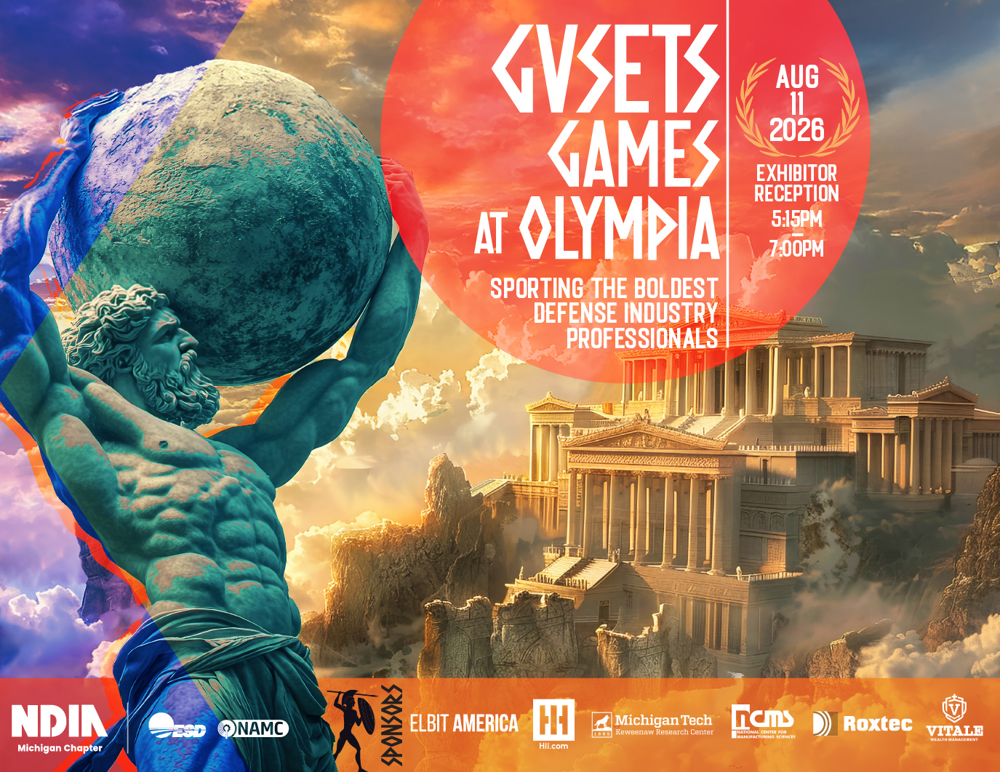 GVSETS
GAMES
AT OLYMPIA
SPORTING THE BOLDEST
DEFENSE INDUSTRY
PROFESSIONALS
AUG
11
2026
EXHIBITOR
RECEPTION
5:15PM
–
7:00PM
NDIA
Michigan Chapter
ESD
NAMC
SPONSORS
ELBIT AMERICA
HII
HII.com
1885
Michigan Tech
Keweenaw Research Center
ncms
NATIONAL CENTER FOR
MANUFACTURING SCIENCES
Roxtec
V
VITALE
WEALTH MANAGEMENT